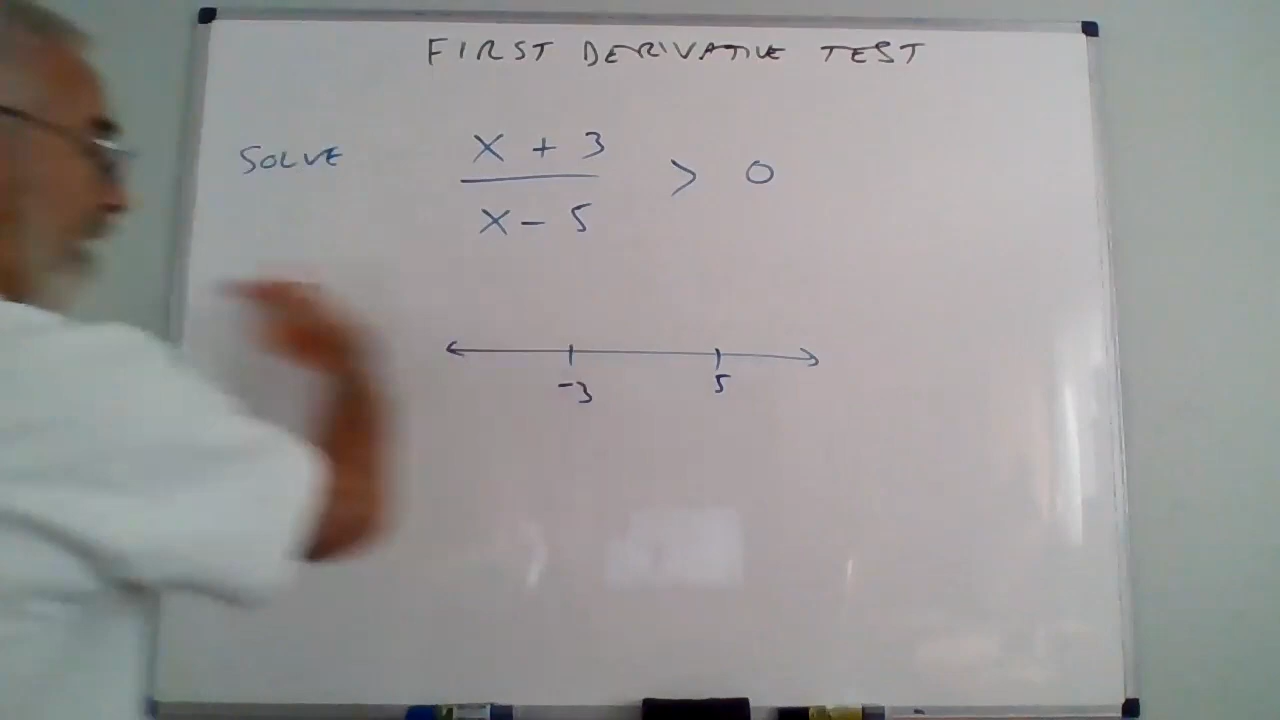 FIRST DERIVATIVE TEST
SOLVE
x + 3
x - 5
> 0
-3 5